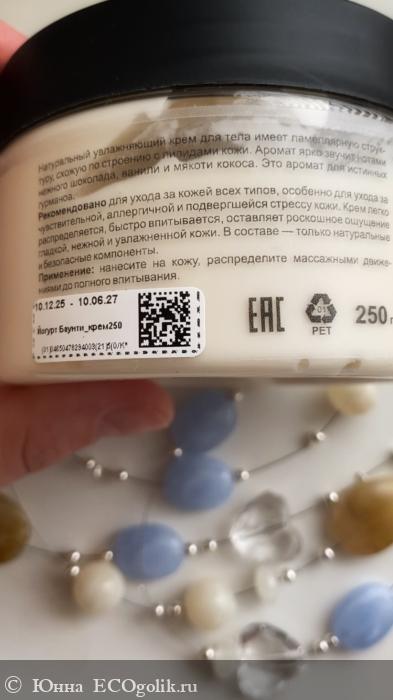 Натуральный увлажняющий крем для тела имеет ламеллярную струк-
туру, схожую по строению с липидами кожи. Аромат ярко звучит нотами
нежного шоколада, ванили и мякоти кокоса. Это аромат для истинных
гурманов.
Рекомендовано для ухода за кожей всех типов, особенно для ухода за
чувствительной, аллергичной и подвергшейся стрессу кожи. Крем легко
распределяется, быстро впитывается, оставляет роскошное ощущение
гладкой, нежной и увлажненной кожи. В составе — только натуральные
и безопасные компоненты.
Применение: нанесите на кожу, распределите массажными движе-
ниями до полного впитывания.
10.12.25 - 10.06.27
Йогурт Баунти_крем250
EAC
01
PET
250 г
© Юнна ECOgolik.ru